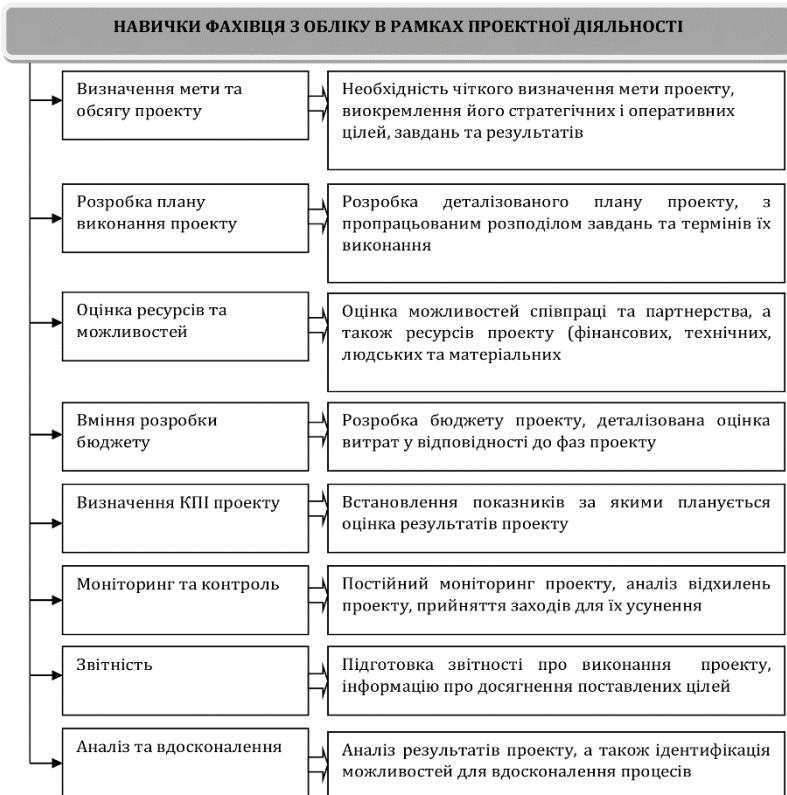 НАВИЧКИ ФАХІВЦЯ З ОБЛІКУ В РАМКАХ ПРОЕКТНОЇ ДІЯЛЬНОСТІ
Визначення мети та
обсягу проекту
Необхідність чіткого визначення мети проекту,
виокремлення його стратегічних і оперативних
цілей, завдань та результатів
Розробка плану
виконання проекту
Розробка деталізованого плану проекту, з
пропрацьованим розподілом завдань та термінів їх
виконання
Оцінка ресурсів та
можливостей
Оцінка можливостей співпраці та партнерства, а
також ресурсів проекту (фінансових, технічних,
людських та матеріальних
Вміння розробки
бюджету
Розробка бюджету проекту, деталізована оцінка
витрат у відповідності до фаз проекту
Визначення КПІ проекту
Встановлення показників за якими планується
оцінка результатів проекту
Моніторинг та контроль
Постійний моніторинг проекту, аналіз відхилень
проекту, прийняття заходів для їх усунення
Звітність
Підготовка звітності про виконання проекту,
інформацію про досягнення поставлених цілей
Аналіз та вдосконалення
Аналіз результатів проекту, а також ідентифікація
можливостей для вдосконалення процесів